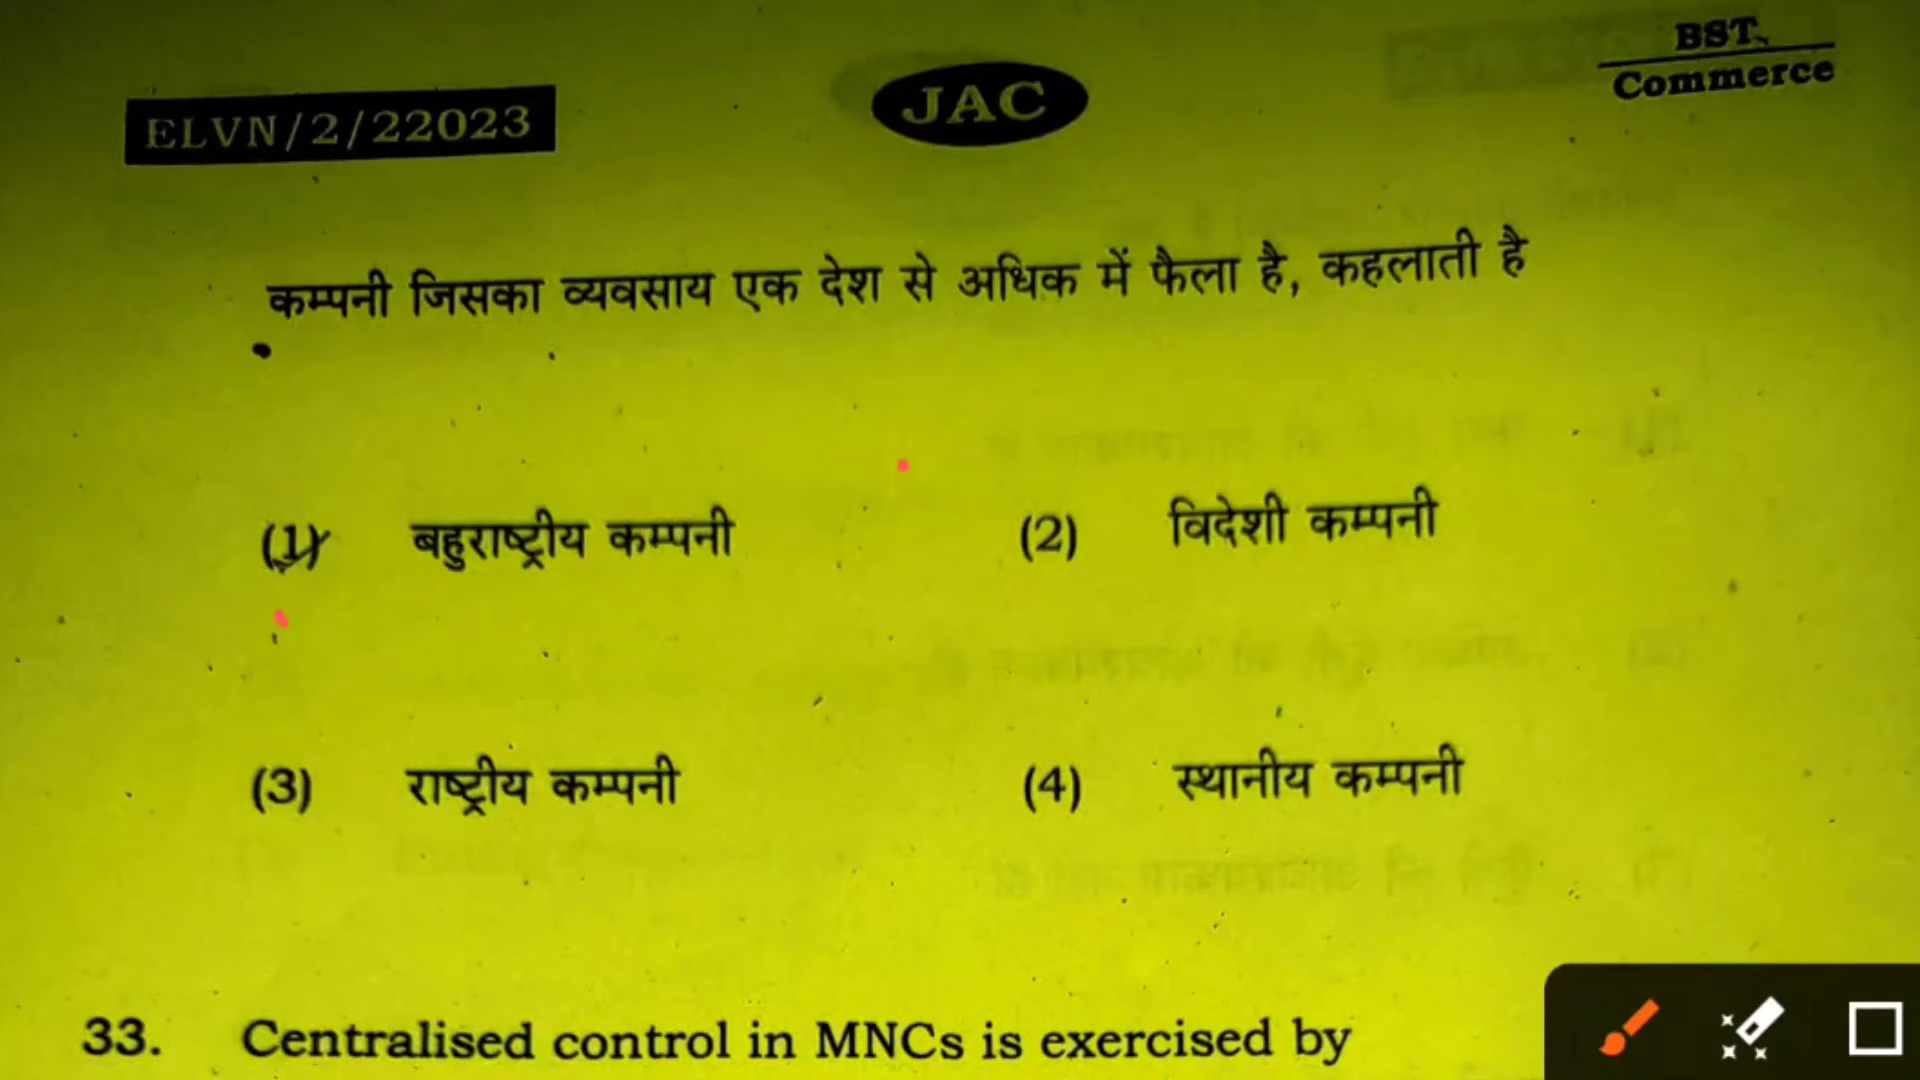 BST
Commerce
ELVN/2/22023
JAC
कम्पनी जिसका व्यवसाय एक देश से अधिक में फैला है, कहलाती है
(1) बहुराष्ट्रीय कम्पनी
(2) विदेशी कम्पनी
(3) राष्ट्रीय कम्पनी
(4) स्थानीय कम्पनी
33. Centralised control in MNCs is exercised by